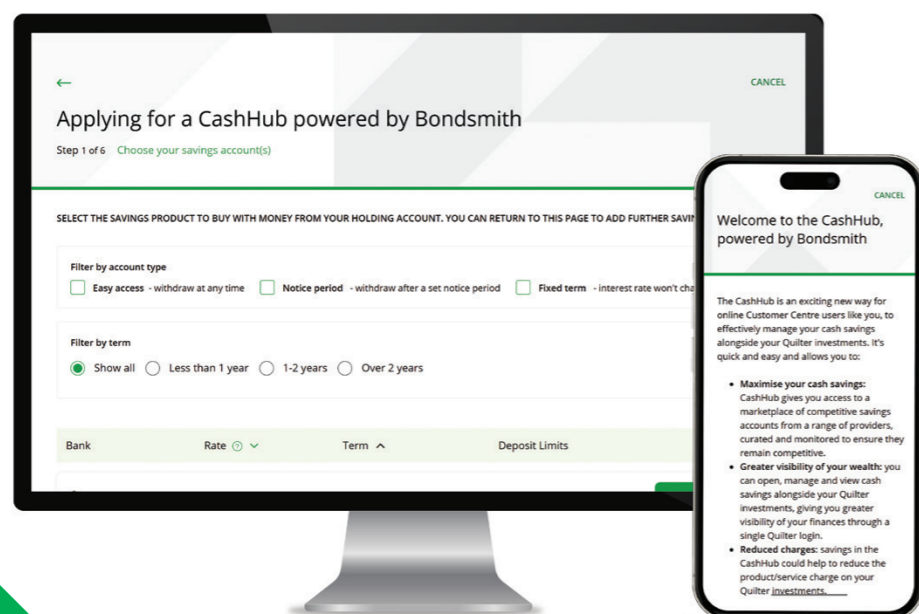 ←
CANCEL
Applying for a CashHub powered by Bondsmith
Step 1 of 6 Choose your savings account(s)
SELECT THE SAVINGS PRODUCT TO BUY WITH MONEY FROM YOUR HOLDING ACCOUNT. YOU CAN RETURN TO THIS PAGE TO ADD FURTHER
Filter by account type
Easy access - withdraw at any time Notice period - withdraw after a set notice period Fixed term - interest rate won't
Filter by term
Show all Less than 1 year 1-2 years Over 2 years
Bank Rate Term Deposit Limits
CANCEL
Welcome to the CashHub,
powered by Bondsmith
The CashHub is an exciting new way for
online Customer Centre users like you, to
effectively manage your cash savings
alongside your Quilter investments. It's
quick and easy and allows you to:
• Maximise your cash savings:
CashHub gives you access to a
marketplace of competitive savings
accounts from a range of providers,
curated and monitored to ensure they
remain competitive.
• Greater visibility of your wealth: you
can open, manage and view cash
savings alongside your Quilter
investments, giving you greater
visibility of your finances through a
single Quilter login.
• Reduced charges: savings in the
CashHub could help to reduce the
product/service charge on your
Quilter investments.